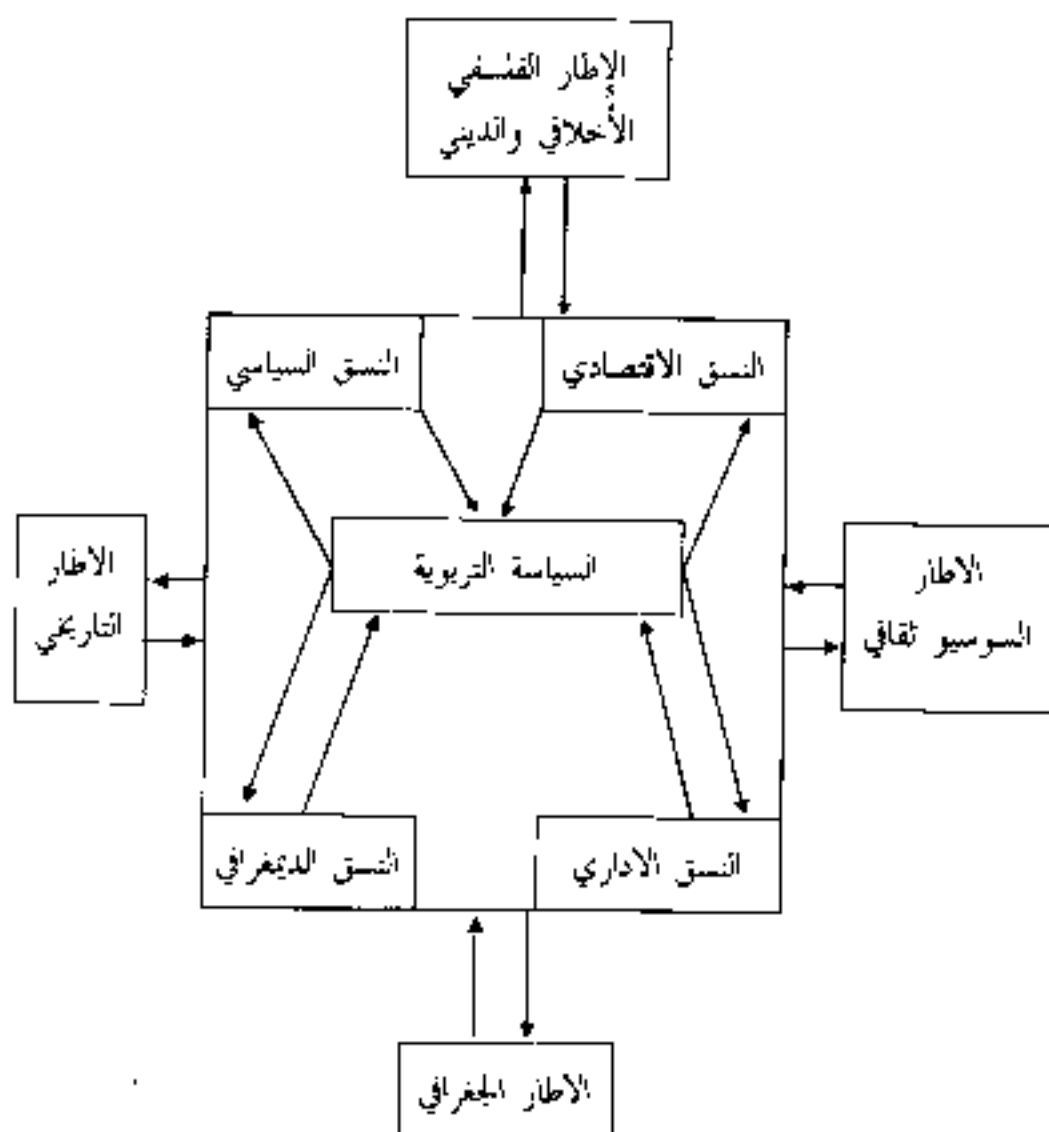 الإطار الفلسفي
الأخلاقي والديني
النسق الاقتصادي
النسق السياسي
الاطار
السوسيو ثقافي
السياسة التربوية
الاطار
التاريخي
النسق الاداري
النسق الديمغرافي
الاطار الجغرافي